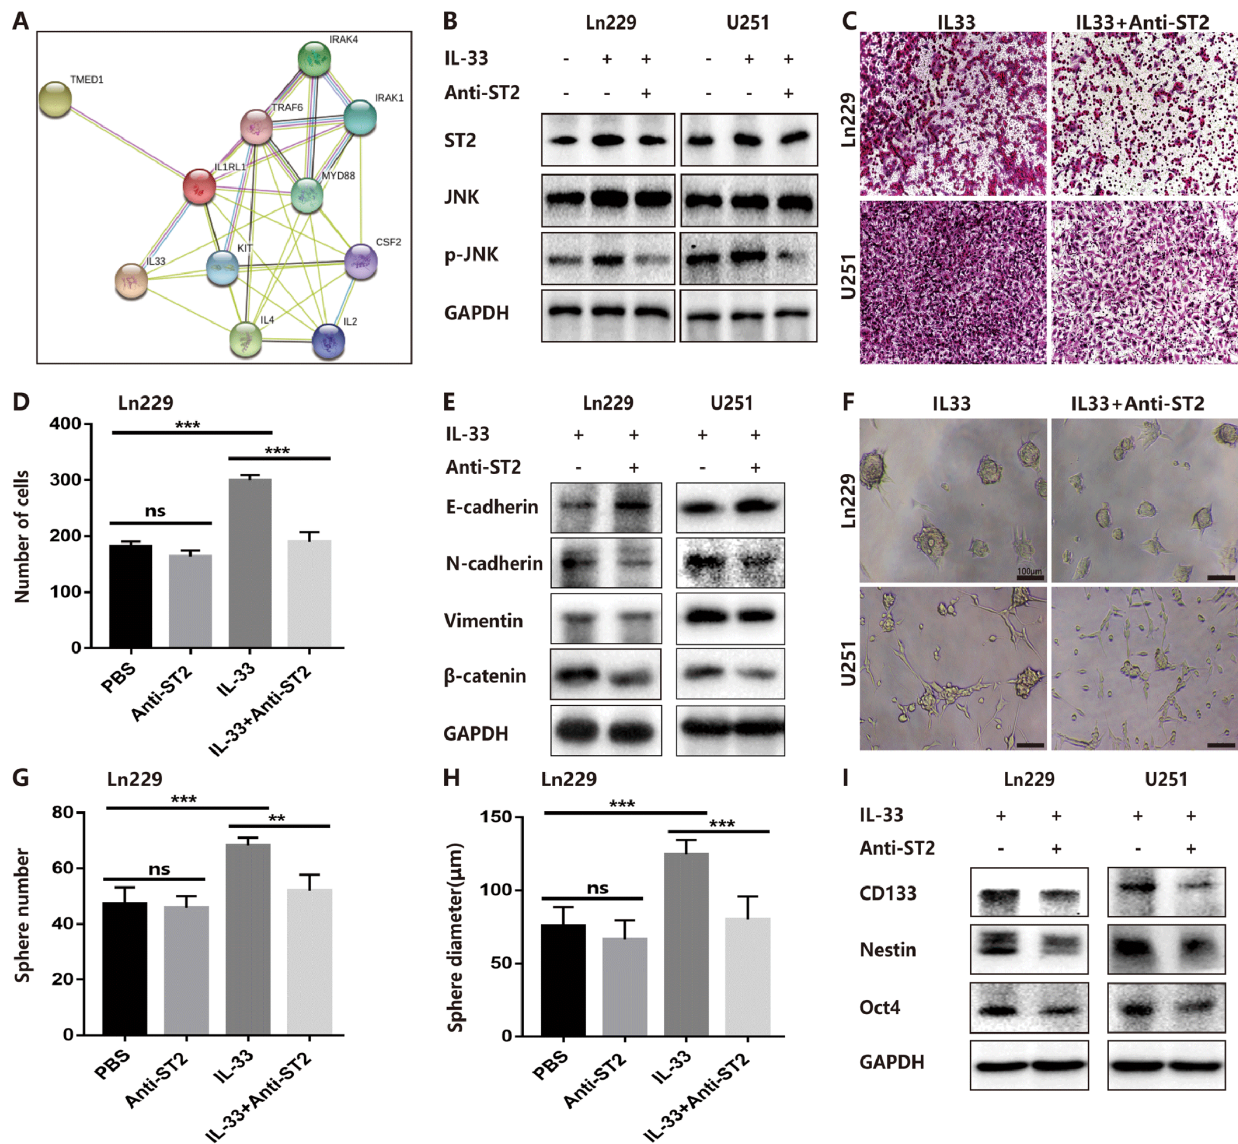 A
IRAK4
TMED1
TRAF6
IRAK1
IL1RL1
MYD88
IL33
KIT
CSF2
IL4
IL2
B
Ln229 U251
IL-33 - + + - + +
Anti-ST2 - - + - - +
ST2
JNK
p-JNK
GAPDH
C
IL33 IL33+Anti-ST2
Ln229
U251
D
Ln229
Number of cells
400
300
200
100
0
***
***
ns
PBS
Anti-ST2
IL-33
IL-33+Anti-ST2
E
Ln229 U251
IL-33 + + + +
Anti-ST2 - + - +
E-cadherin
N-cadherin
Vimentin
β-catenin
GAPDH
F
IL33 IL33+Anti-ST2
Ln229
100μm
U251
G
Ln229
Sphere number
80
60
40
20
0
***
**
ns
PBS
Anti-ST2
IL-33
IL-33+Anti-ST2
H
Ln229
Sphere diameter(μm)
150
100
50
0
***
***
ns
PBS
Anti-ST2
IL-33
IL-33+Anti-ST2
I
Ln229 U251
IL-33 + + + +
Anti-ST2 - + - +
CD133
Nestin
Oct4
GAPDH